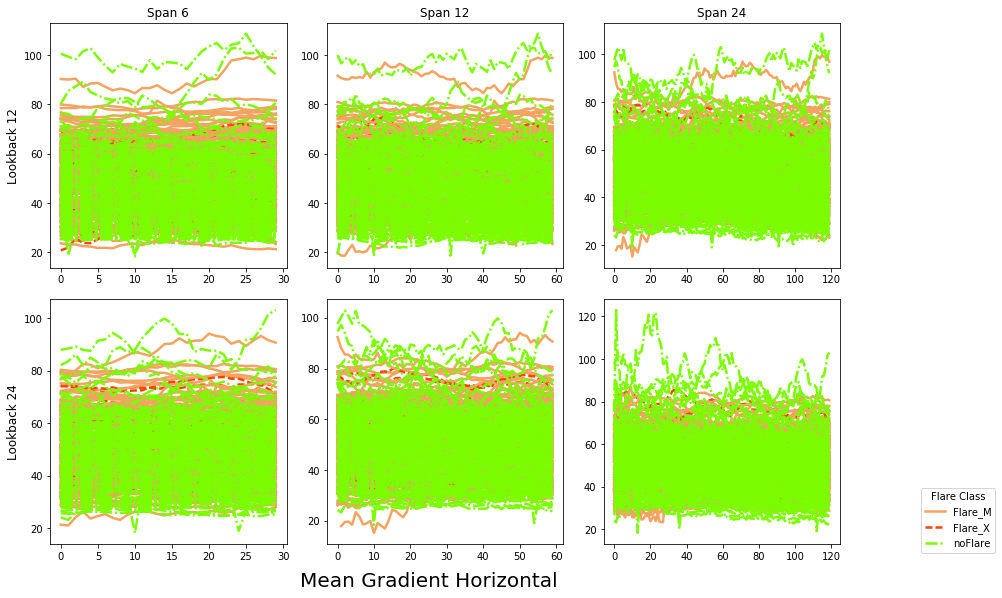 Span 6
Span 12
Span 24
Lookback 12
100
80
60
40
20
0 5 10 15 20 25 30
100
80
60
40
20
0 10 20 30 40 50 60
100
80
60
40
20
0 20 40 60 80 100 120
Lookback 24
100
80
60
40
20
0 5 10 15 20 25 30
100
80
60
40
20
0 10 20 30 40 50 60
120
100
80
60
40
20
0 20 40 60 80 100 120
Flare Class
Flare_M
Flare_X
noFlare
Mean Gradient Horizontal